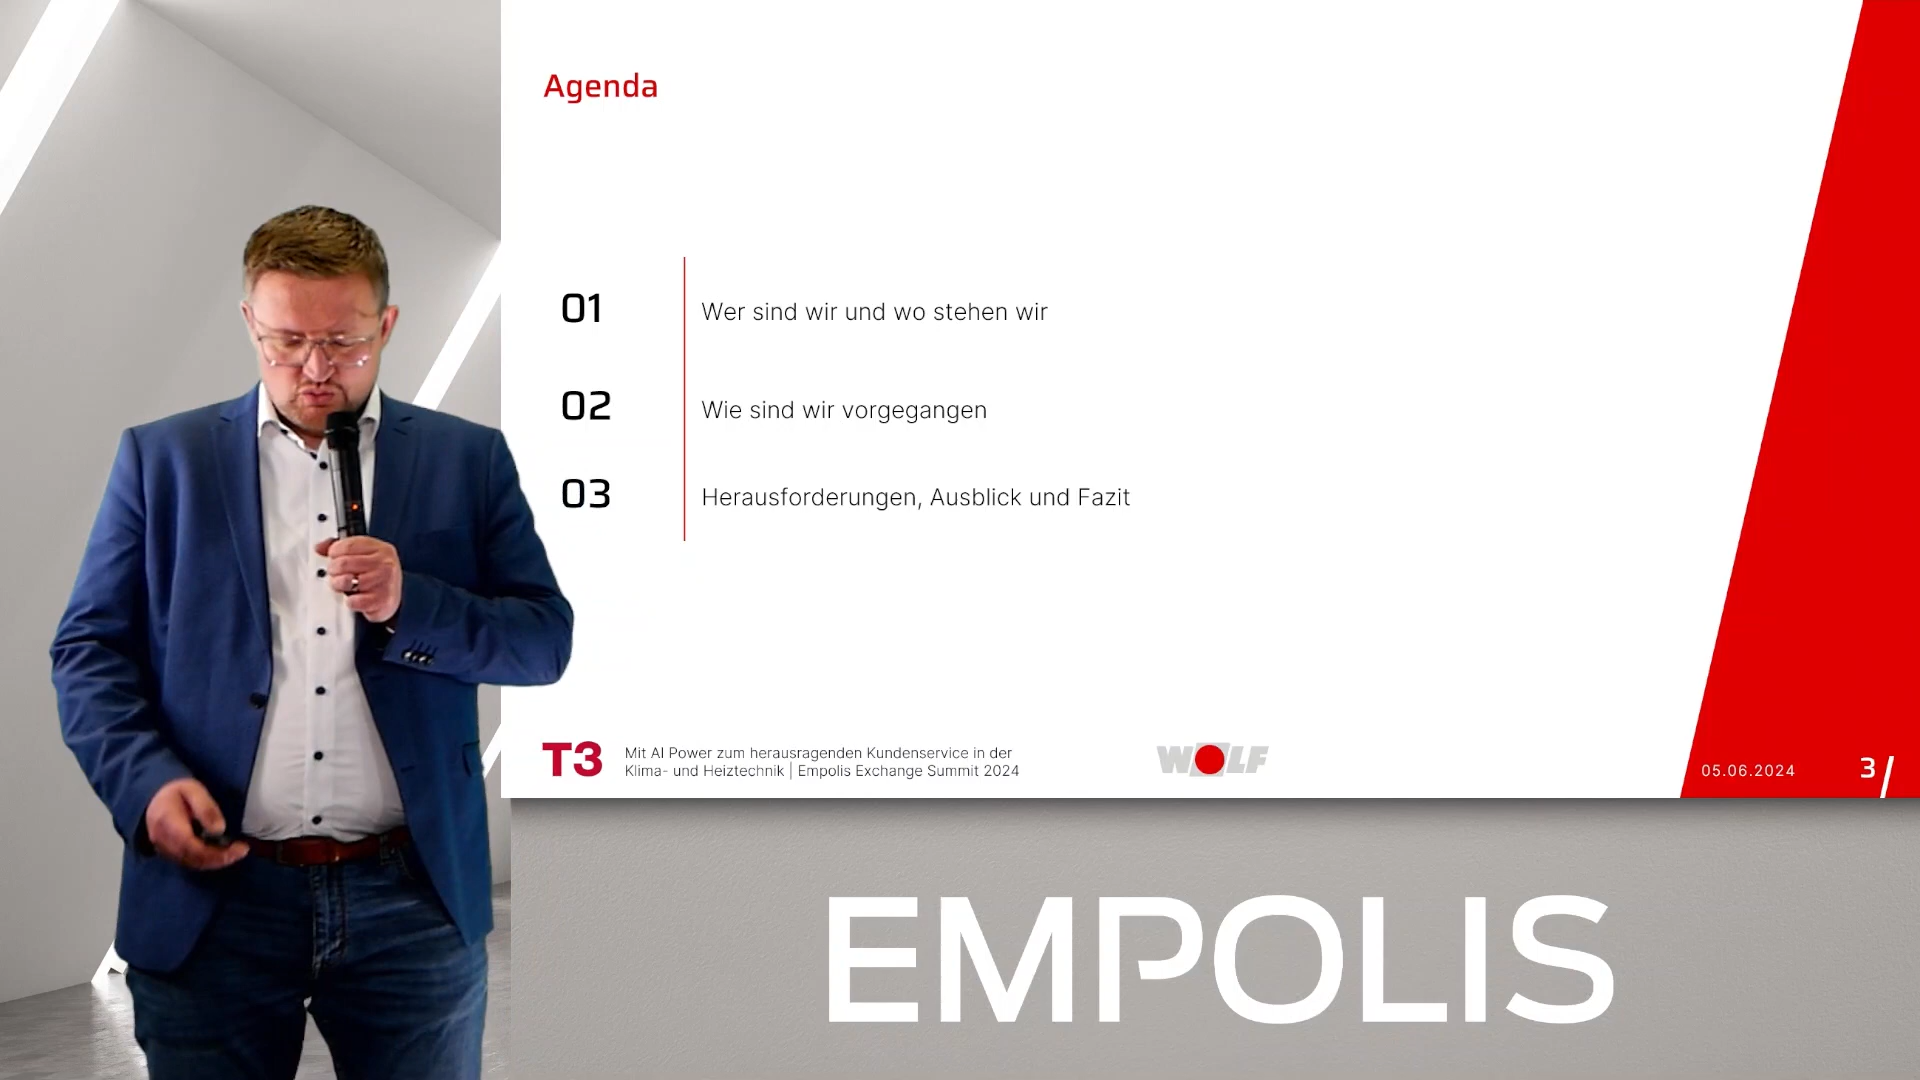 Agenda
01
Wer sind wir und wo stehen wir
02
Wie sind wir vorgegangen
03
Herausforderungen, Ausblick und Fazit
T3
Mit AI Power zum herausragenden Kundenservice in der
Klima- und Heiztechnik | Empolis Exchange Summit 2024
WOLF
05.06.2024
3/
EMPOLIS